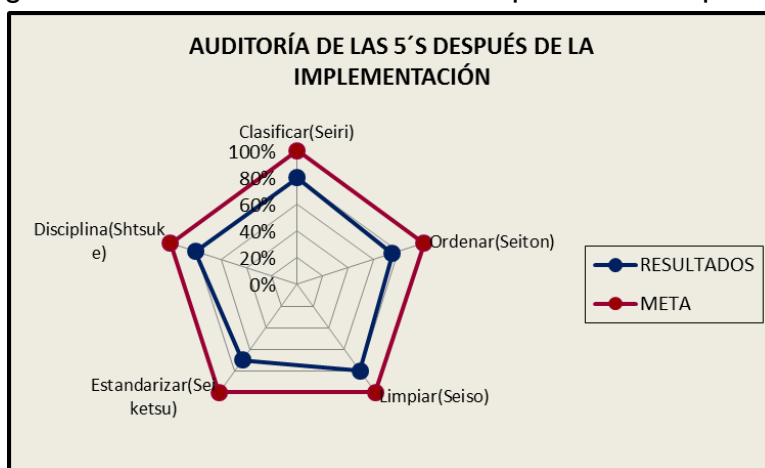 AUDITORÍA DE LAS 5´S DESPUÉS DE LA
IMPLEMENTACIÓN
Clasificar(Seiri)
100%
80%
60%
40%
20%
0%
Ordenar(Seiton)
Limpiar(Seiso)
Estandarizar(Sei
ketsu)
Disciplina(Shtsuk
e)
RESULTADOS
META